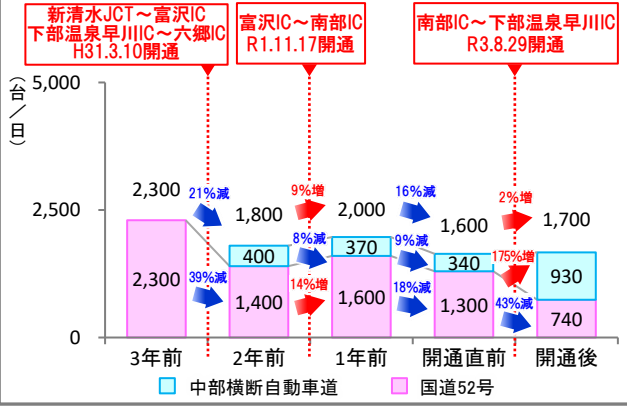 新清水JCT～富沢IC
下部温泉早川IC～六郷IC
H31.3.10開通
富沢IC～南部IC
R1.11.17開通
南部IC～下部温泉早川IC
R3.8.29開通
(台/日)
5,000
2,500
0
2,300
21%減
1,800
9%増
2,000
16%減
1,600
2%増
1,700
400
8%減
370
9%減
340
175%増
930
2,300
39%減
1,400
14%増
1,600
18%減
1,300
43%減
740
3年前
2年前
1年前
開通直前
開通後
中部横断自動車道
国道52号